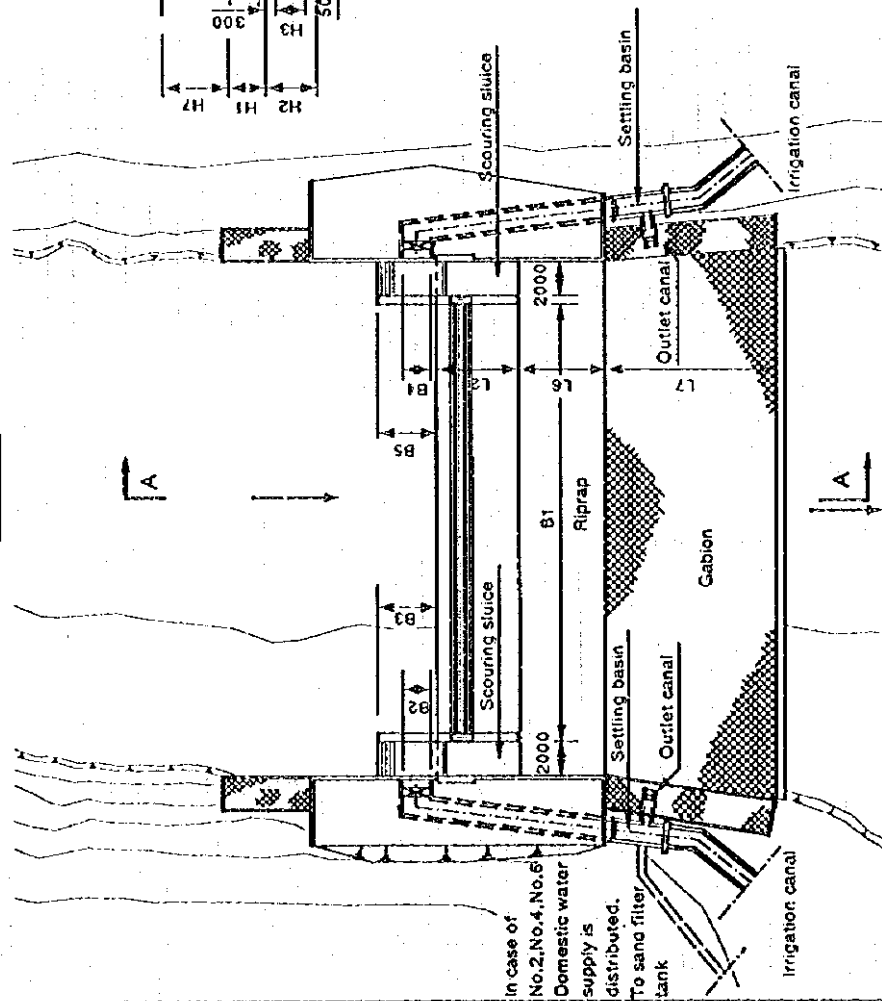 H7
H1
H2
300
H3
A
Scouring sluice
Settling basin
Irrigation canal
2000
Outlet canal
B4
L2
L6
L7
B5
B1
Riprap
A
B3
Gabion
B2
Scouring sluice
2000
Settling basin
Outlet canal
In case of
No.2,No.4,No.6
Domestic water
supply is
distributed.
To sand filter
tank
Irrigation canal